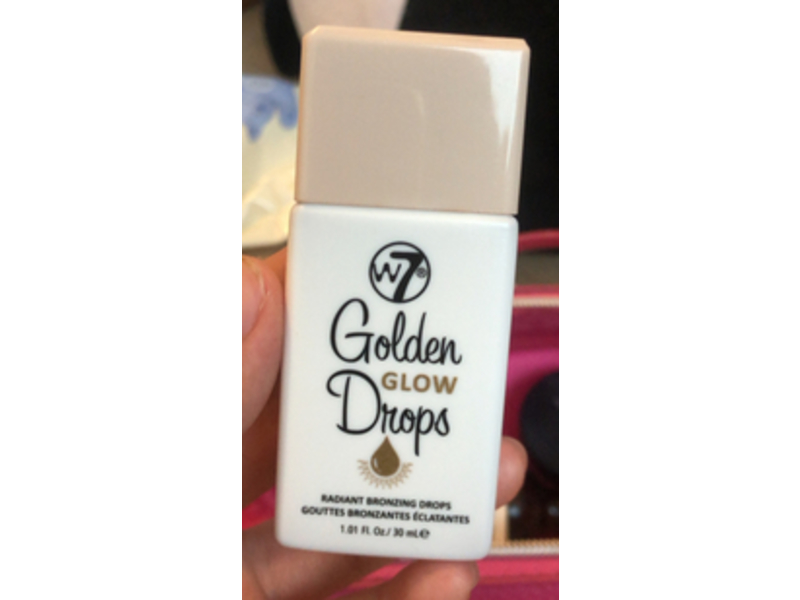 W7®
Golden
GLOW
Drops
RADIANT BRONZING DROPS
GOUTTES BRONZANTES ÉCLATANTES
1.01 Fl. Oz./ 30 mL℮